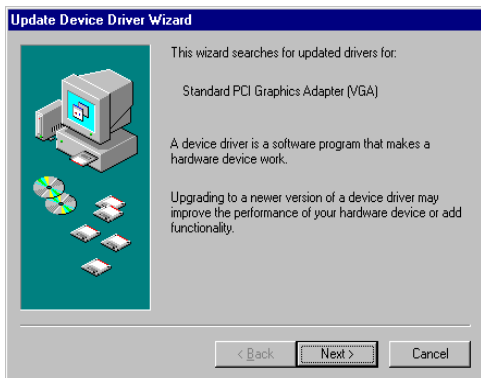 Update Device Driver Wizard
This wizard searches for updated drivers for:
Standard PCI Graphics Adapter (VGA)
A device driver is a software program that makes a
hardware device work.
Upgrading to a newer version of a device driver may
improve the performance of your hardware device or add
functionality.
< Back
Next >
Cancel